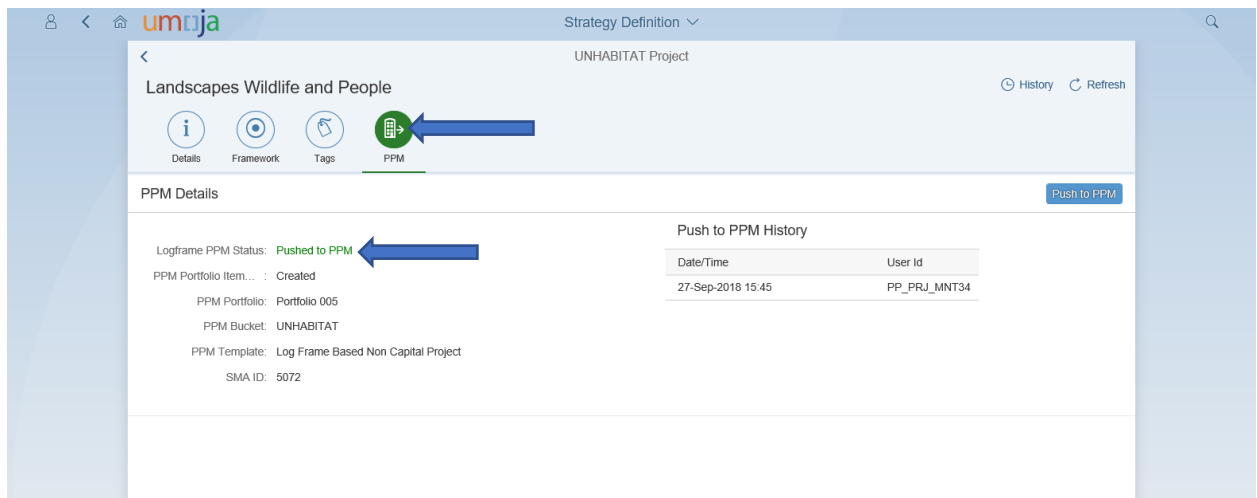 umoja
Strategy Definition
UNHABITAT Project
Landscapes Wildlife and People
History
Refresh
Details
Framework
Tags
PPM
PPM Details
Push to PPM
Logframe PPM Status: Pushed to PPM
PPM Portfolio Item... : Created
PPM Portfolio: Portfolio 005
PPM Bucket: UNHABITAT
PPM Template: Log Frame Based Non Capital Project
SMA ID: 5072
Push to PPM History
Date/Time User Id
27-Sep-2018 15:45 PP_PRJ_MNT34